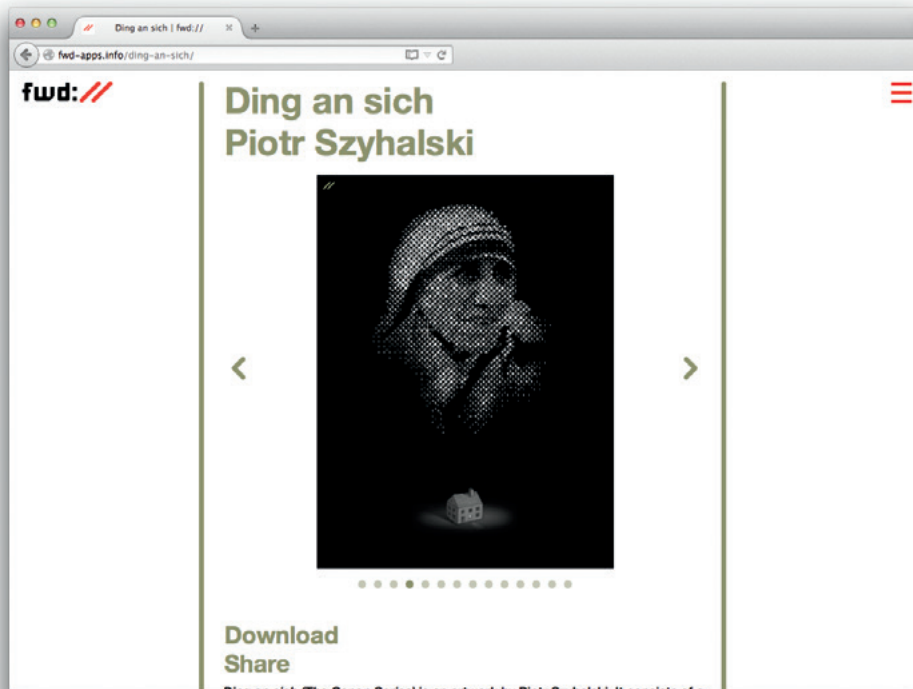 Ding an sich | fwd://
fwd-apps.info/ding-an-sich/
fwd://
Ding an sich
Piotr Szyhalski
//
Download
Share